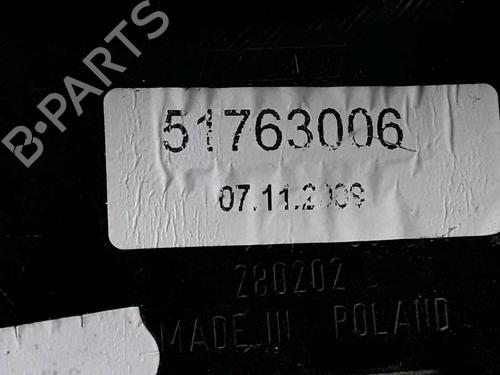 B-PARTS
51763006
07.11.2009
280202
MADE IN POLAND